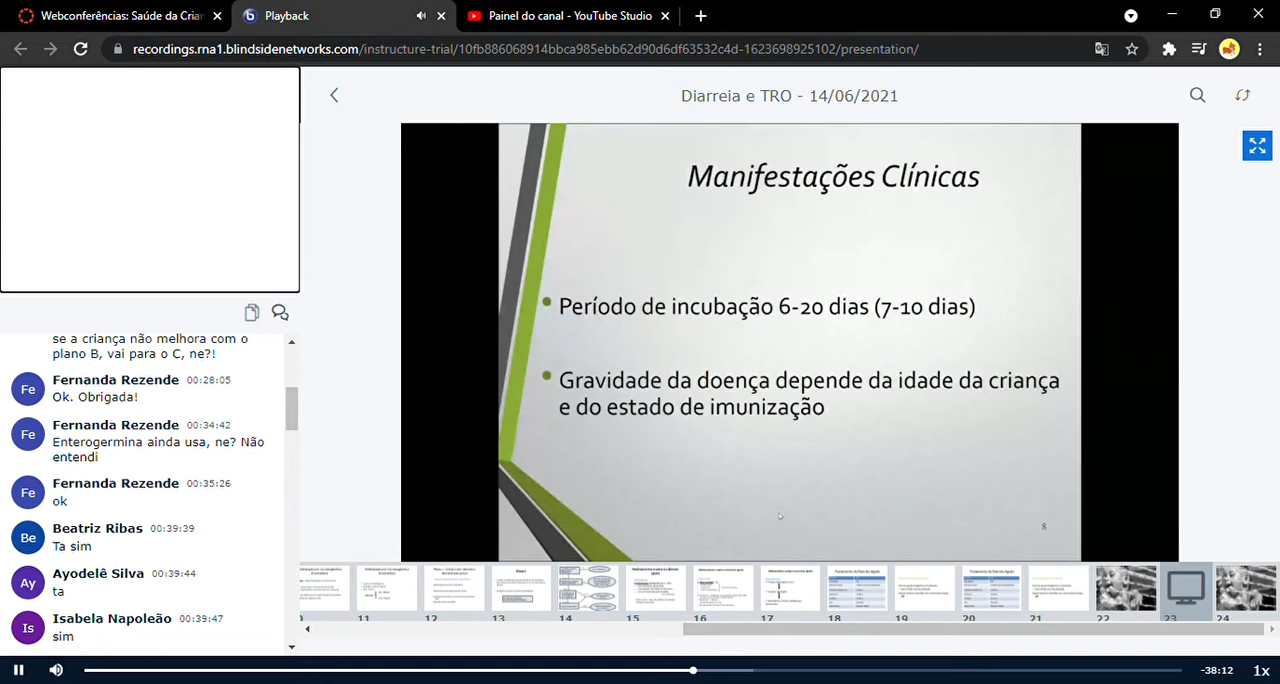 Webconferências: Saúde da Crian
Playback
Painel do canal - YouTube Studio
recordings.rna1.blindsidenetworks.com/instructure-trial/10fb886068914bbca985ebb62d90d6df63532c4d-1623698925102/presentation/
Diarreia e TRO - 14/06/2021
Manifestações Clínicas
Período de incubação 6-20 dias (7-10 dias)
Gravidade da doença depende da idade da criança
e do estado de imunização
8
se a criança não melhora com o
plano B, vai para o C, ne?!
Fe
Fernanda Rezende 00:28:05
Ok. Obrigada!
Fe
Fernanda Rezende 00:34:42
Enterogermina ainda usa, ne? Não
entendi
Fe
Fernanda Rezende 00:35:26
ok
Be
Beatriz Ribas 00:39:39
Ta sim
Ay
Ayodelê Silva 00:39:44
ta
Is
Isabela Napoleão 00:39:47
sim
11 12 13 14 15 16 17 18 19 20 21 22 23 24
-38:12 1x